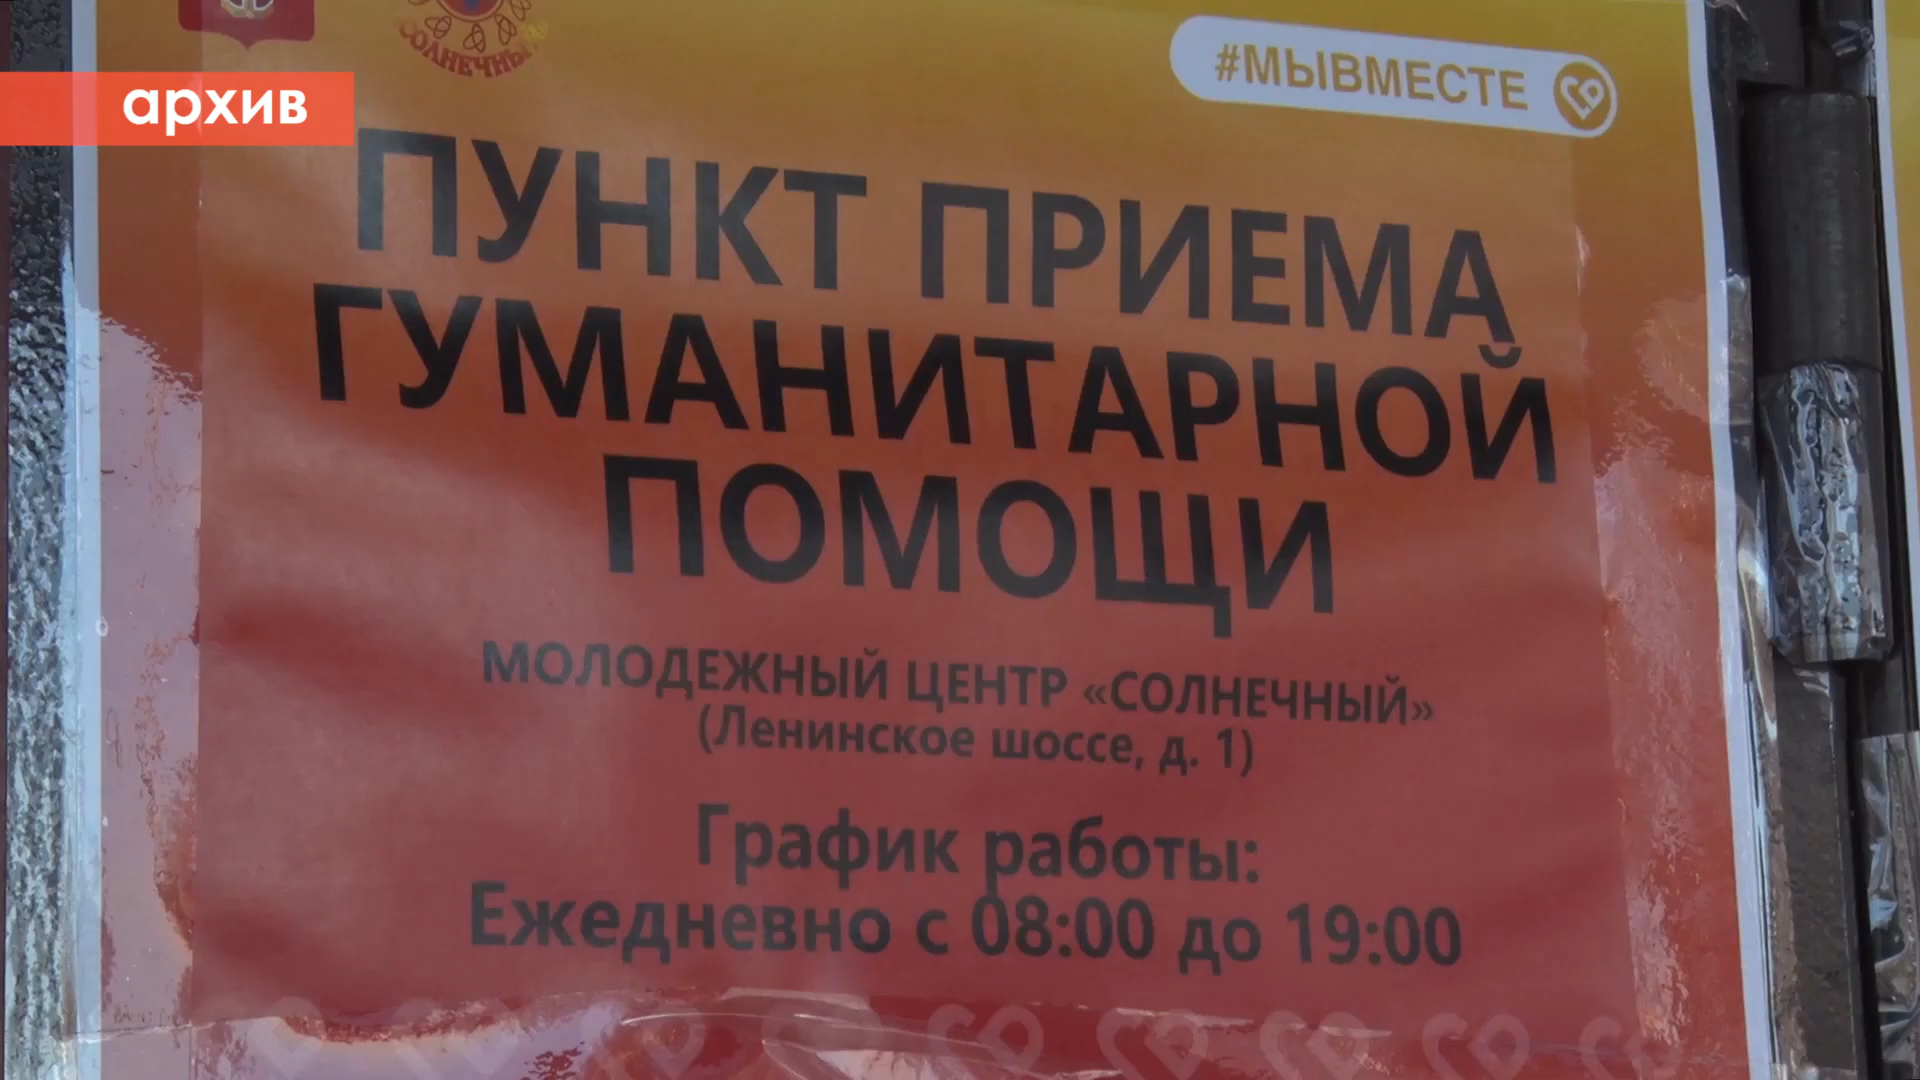 СОЛНЕЧНЫЙ
#МЫВМЕСТЕ
архив
ПУНКТ ПРИЕМА
ГУМАНИТАРНОЙ
ПОМОЩИ
МОЛОДЕЖНЫЙ ЦЕНТР «СОЛНЕЧНЫЙ»
(Ленинское шоссе, д. 1)
График работы:
Ежедневно с 08:00 до 19:00